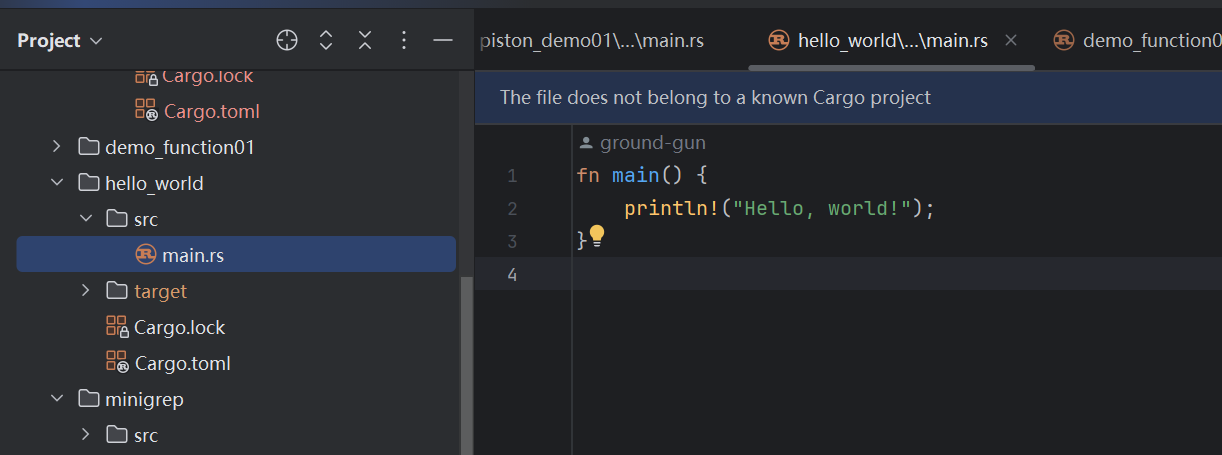 Project
piston_demo01\...\main.rs
hello_world\...\main.rs
demo_function0
Cargo.lock
Cargo.toml
demo_function01
hello_world
src
main.rs
target
Cargo.lock
Cargo.toml
minigrep
src
The file does not belong to a known Cargo project
ground-gun
1 fn main() {
2 println!("Hello, world!");
3 }
4